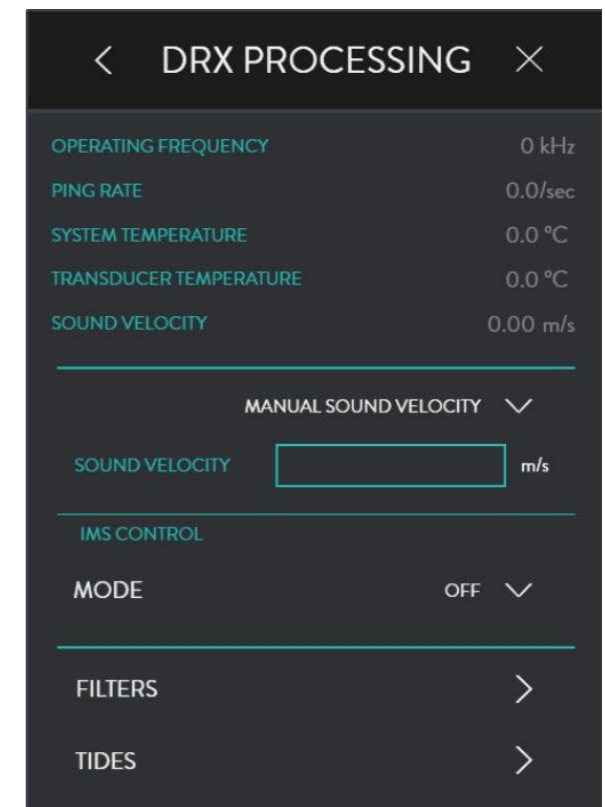 DRX PROCESSING
OPERATING FREQUENCY 0 kHz
PING RATE 0.0/sec
SYSTEM TEMPERATURE 0.0 °C
TRANSDUCER TEMPERATURE 0.0 °C
SOUND VELOCITY 0.00 m/s
MANUAL SOUND VELOCITY
SOUND VELOCITY m/s
IMS CONTROL
MODE OFF
FILTERS
TIDES